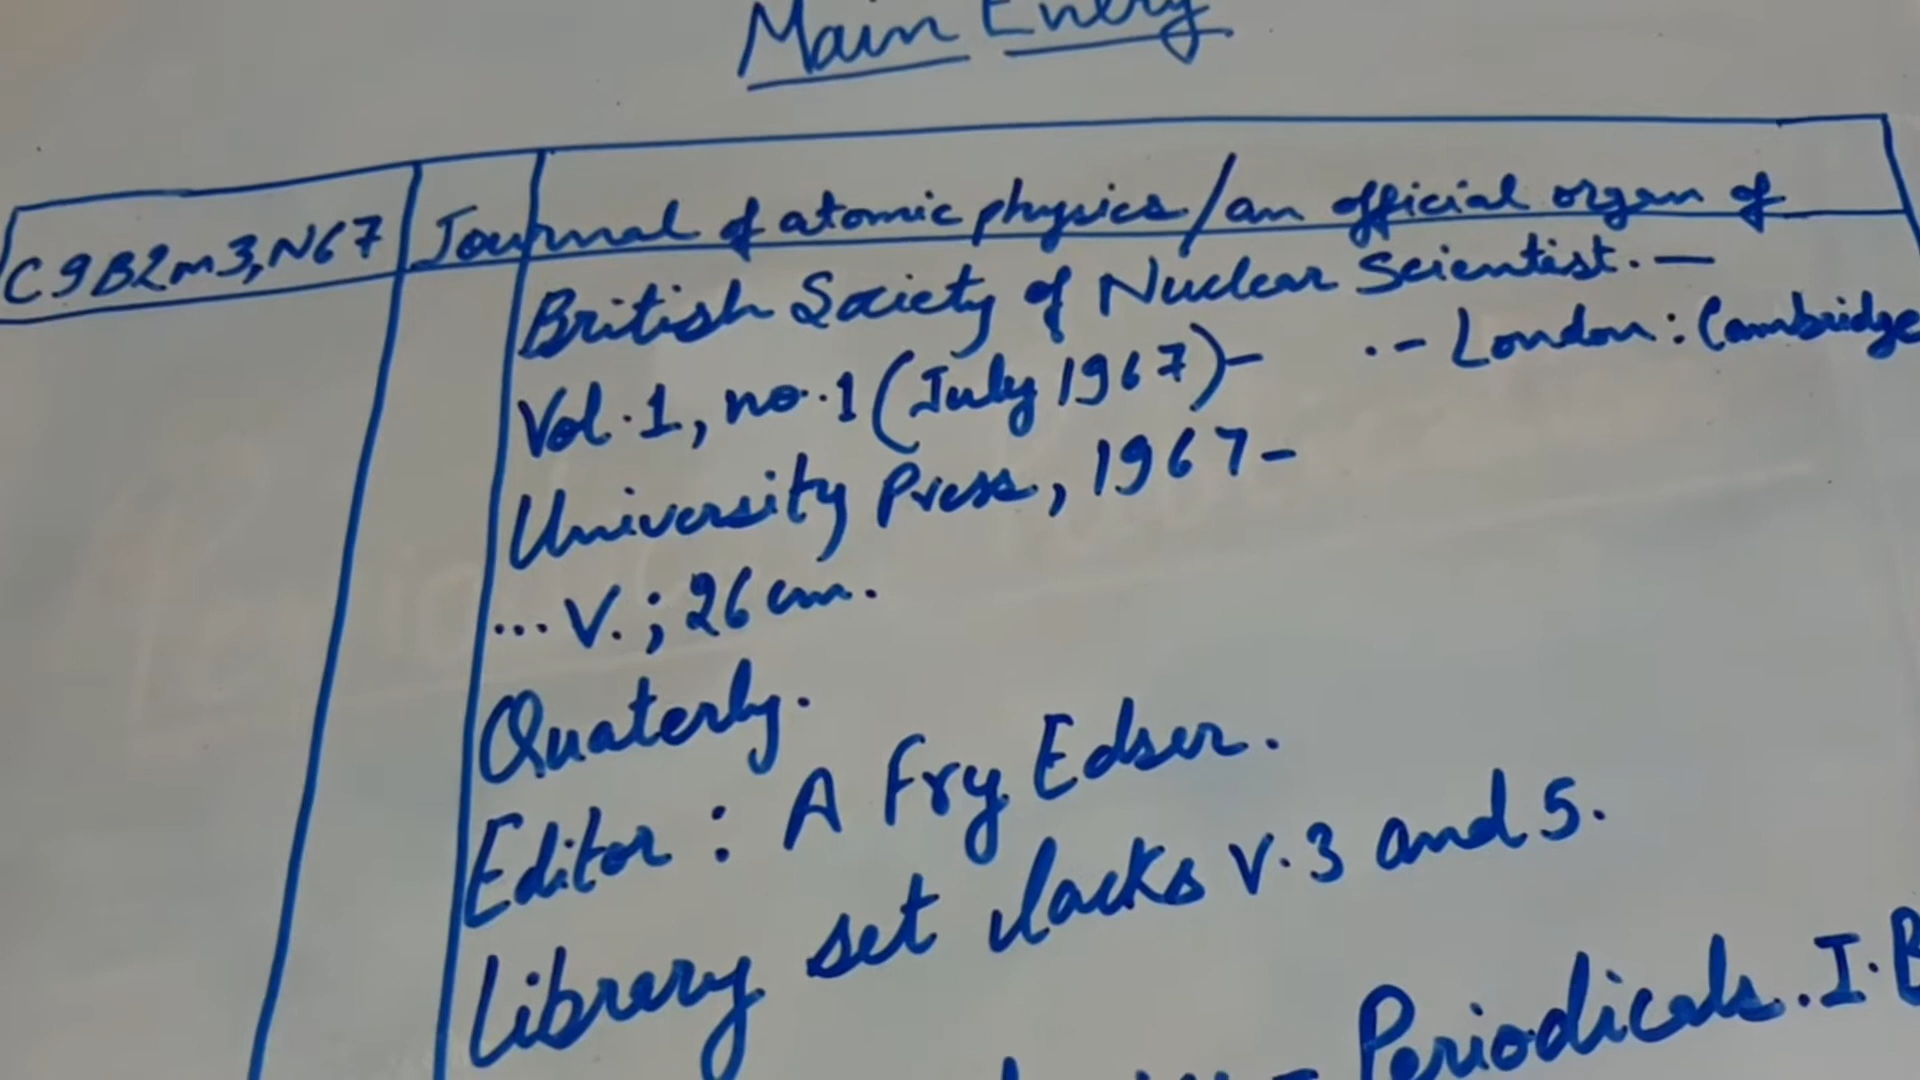 Main Entry
C9B2m3,N67 Journal of atomic physics/an official organ of
British Society of Nuclear Scientist. —
Vol.1, no.1 (July 1967)- .- London: Cambridge
University Press, 1967-
... V.; 26 cm.
Quaterly.
Editor: A Fry Edser.
Library set lacks V.3 and 5.
- Periodicals. I. B